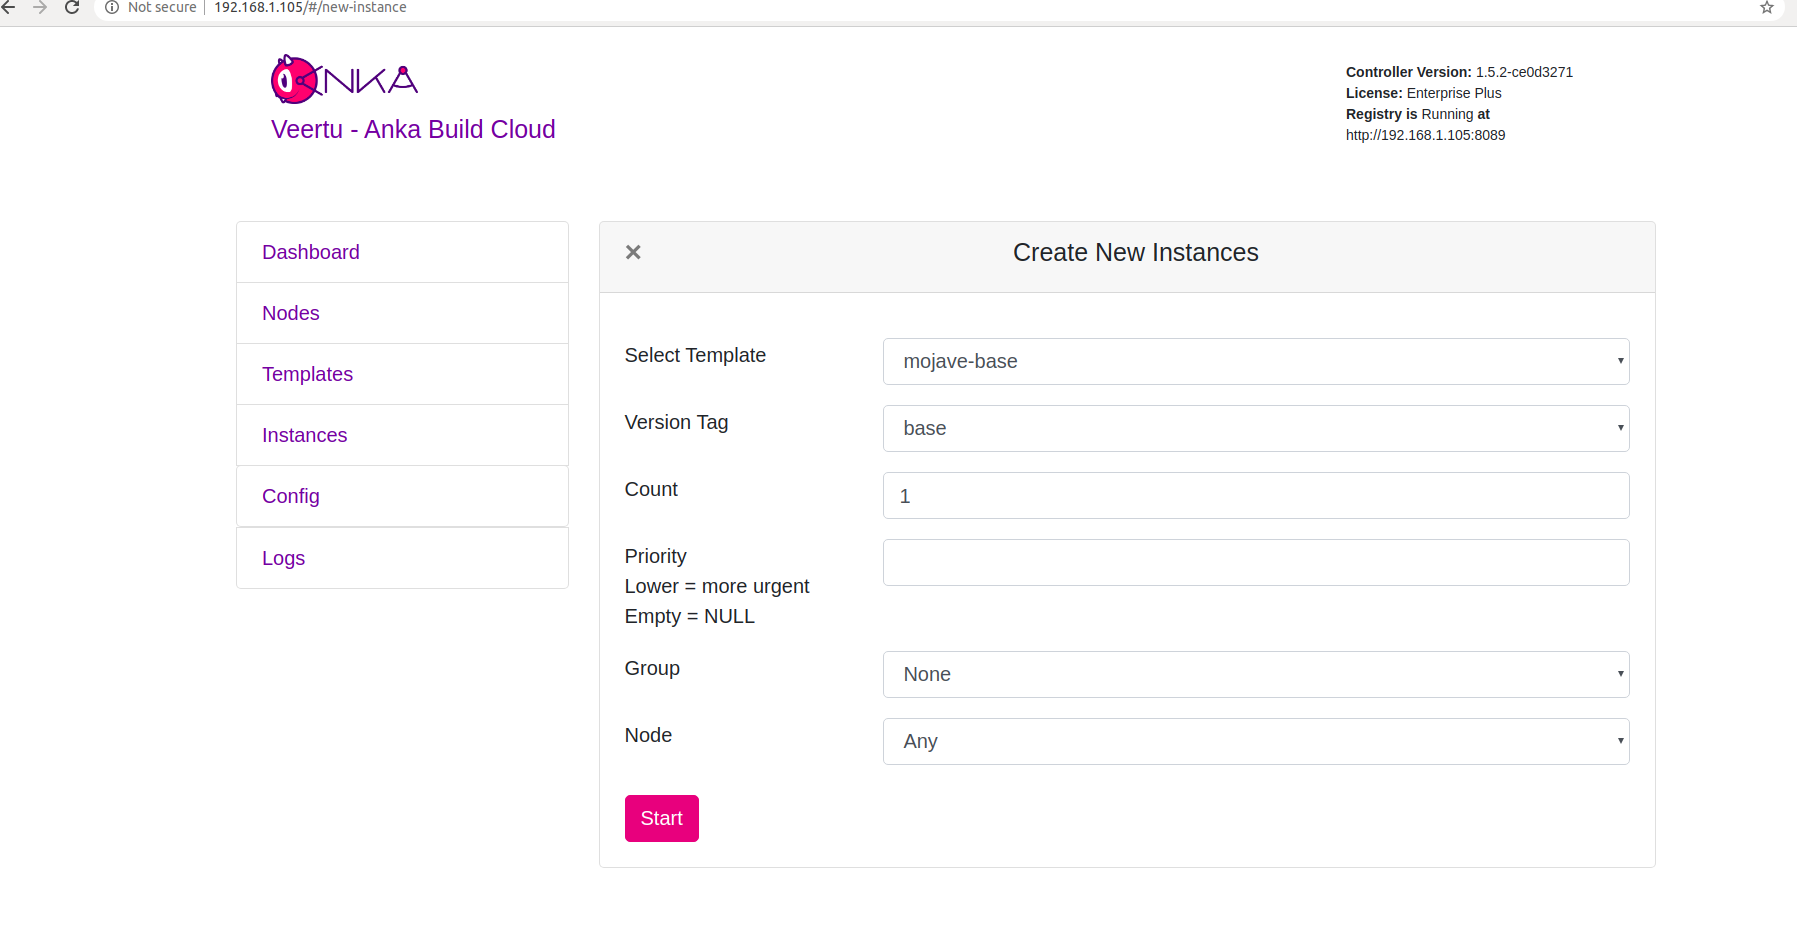 Not secure | 192.168.1.105/#/new-instance
ANKA
Veertu - Anka Build Cloud
Controller Version: 1.5.2-ce0d3271
License: Enterprise Plus
Registry is Running at
http://192.168.1.105:8089
Dashboard
Nodes
Templates
Instances
Config
Logs
× Create New Instances
Select Template mojave-base
Version Tag base
Count 1
Priority
Lower = more urgent
Empty = NULL
Group None
Node Any
Start